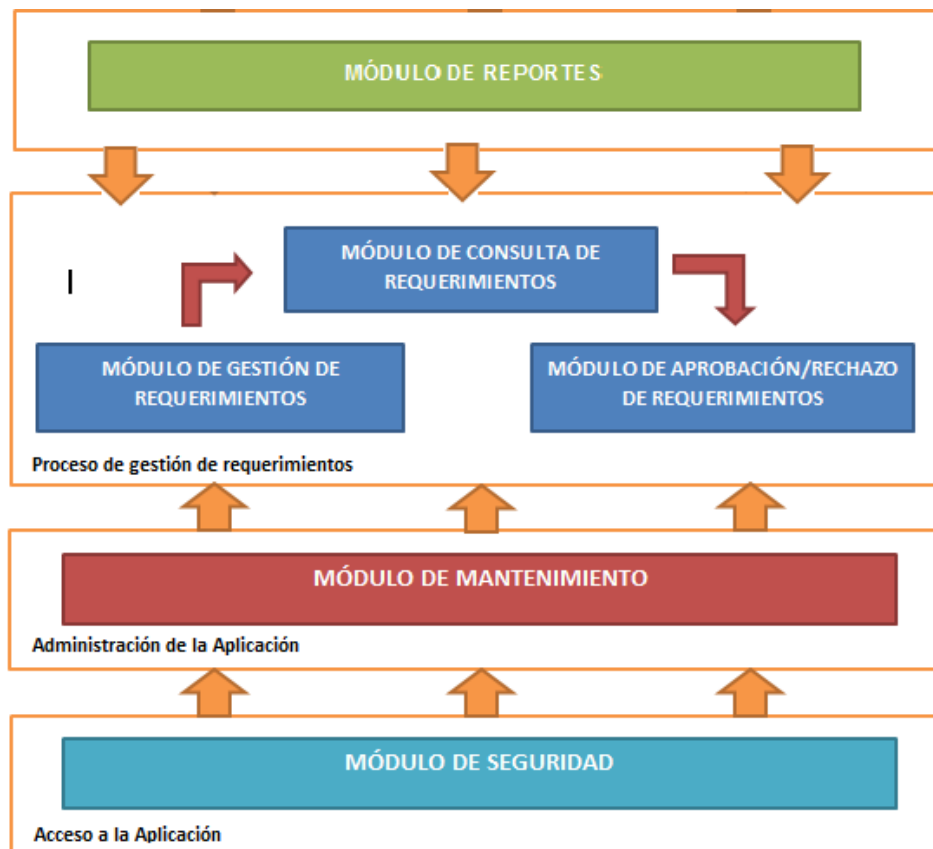 MÓDULO DE REPORTES
MÓDULO DE CONSULTA DE
REQUERIMIENTOS
MÓDULO DE GESTIÓN DE
REQUERIMIENTOS
MÓDULO DE APROBACIÓN/RECHAZO
DE REQUERIMIENTOS
Proceso de gestión de requerimientos
MÓDULO DE MANTENIMIENTO
Administración de la Aplicación
MÓDULO DE SEGURIDAD
Acceso a la Aplicación